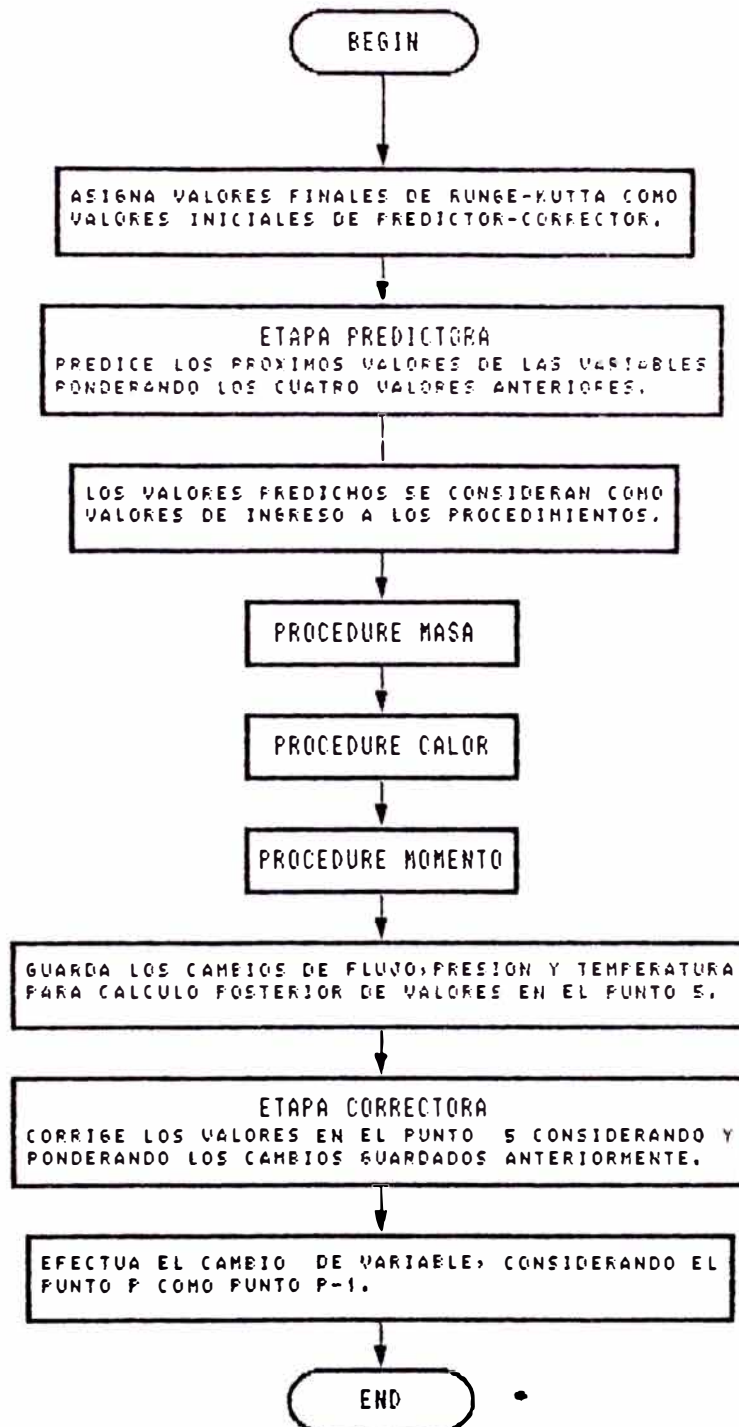 BEGIN
ASIGNA VALORES FINALES DE RUNGE-KUTTA COMO
VALORES INICIALES DE PREDICTOR-CORRECTOR.
ETAPA PREDICTORA
PREDICE LOS PROXIMOS VALORES DE LAS VARIABLES
PONDERANDO LOS CUATRO VALORES ANTERIORES.
LOS VALORES PREDICHOS SE CONSIDERAN COMO
VALORES DE INGRESO A LOS PROCEDIMIENTOS.
PROCEDURE MASA
PROCEDURE CALOR
PROCEDURE MOMENTO
GUARDA LOS CAMBIOS DE FLUJO,PRESION Y TEMPERATURA
PARA CALCULO POSTERIOR DE VALORES EN EL PUNTO 5.
ETAPA CORRECTORA
CORRIGE LOS VALORES EN EL PUNTO 5 CONSIDERANDO Y
PONDERANDO LOS CAMBIOS GUARDADOS ANTERIORMENTE.
EFECTUA EL CAMBIO DE VARIABLE, CONSIDERANDO EL
PUNTO P COMO PUNTO P-1.
END